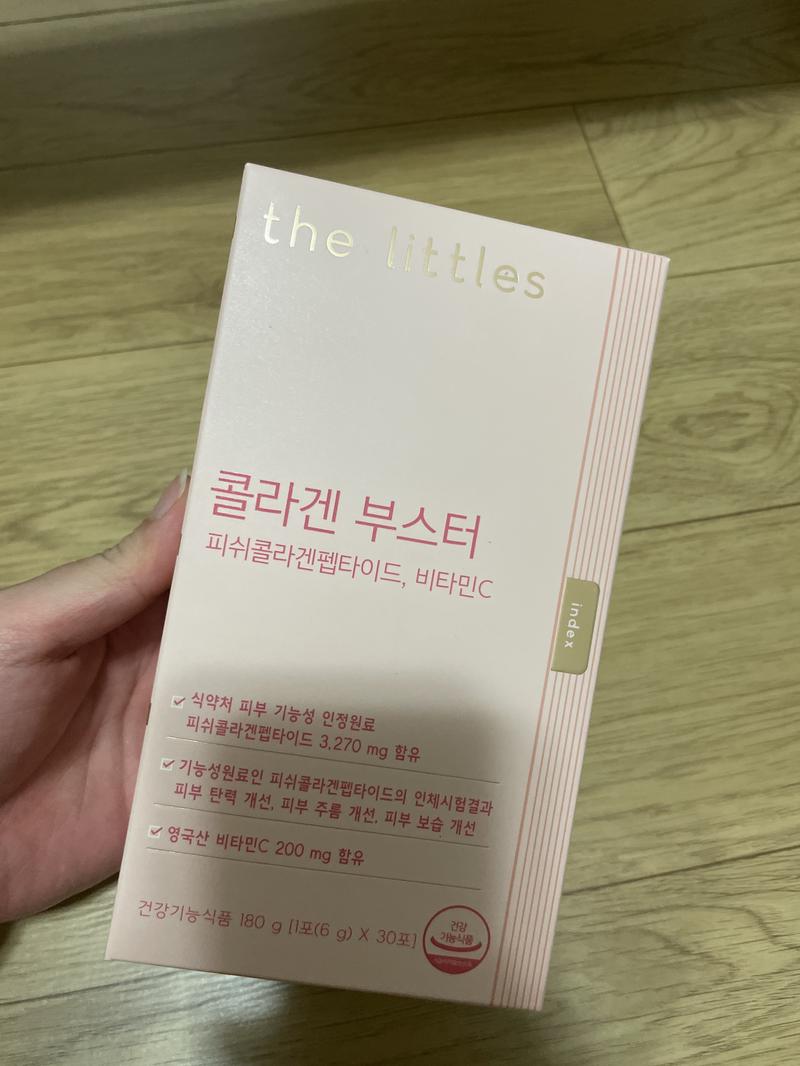 the littles
콜라겐 부스터
피쉬콜라겐펩타이드, 비타민C
index
식약처 피부 기능성 인정원료
피쉬콜라겐펩타이드 3,270 mg 함유
기능성원료인 피쉬콜라겐펩타이드의 인체시험결과
피부 탄력 개선, 피부 주름 개선, 피부 보습 개선
영국산 비타민C 200 mg 함유
건강기능식품 180 g [1포(6 g) X 30포]
건강
기능식품